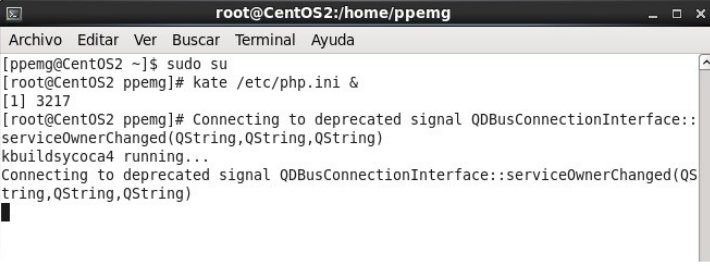 root@CentOS2:/home/ppemg
Archivo Editar Ver Buscar Terminal Ayuda
[ppemg@CentOS2 ~]$ sudo su
[root@CentOS2 ppemg]# kate /etc/php.ini &
[1] 3217
[root@CentOS2 ppemg]# Connecting to deprecated signal QDBusConnectionInterface::
serviceOwnerChanged(QString,QString,QString)
kbuildsycoca4 running...
Connecting to deprecated signal QDBusConnectionInterface::serviceOwnerChanged(QS
tring,QString,QString)